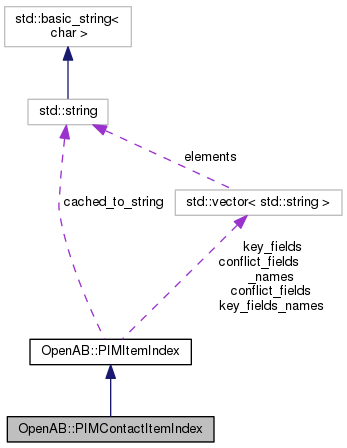 std::basic_string<
char >
std::string
elements
cached_to_string
std::vector< std::string >
key_fields
conflict_fields
_names
conflict_fields
key_fields_names
OpenAB::PIMItemIndex
OpenAB::PIMContactItemIndex